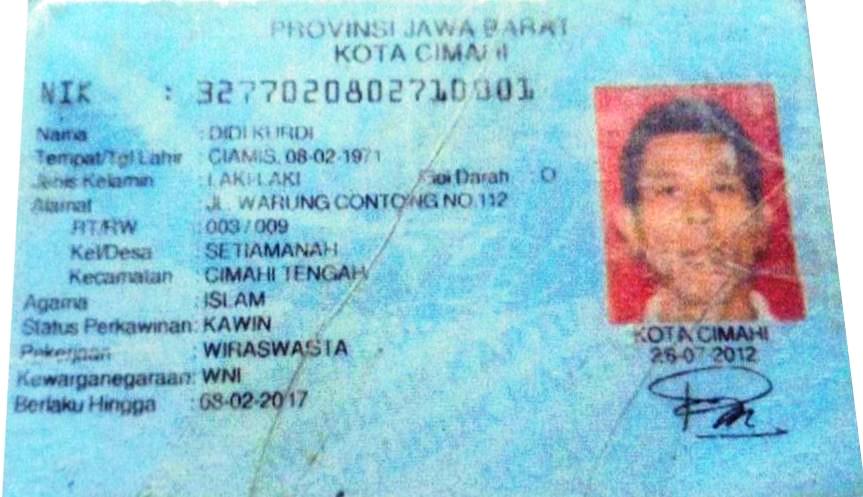 PROVINSI JAWA BARAT
KOTA CIMAHI
NIK : 3277020802710001
Nama : DIDI KURDI
Tempat/Tgl Lahir : CIAMIS, 08-02-1971
Jenis Kelamin : LAKI-LAKI Gol Darah : O
Alamat : JL. WARUNG CONTONG NO.112
RT/RW : 003 / 009
Kel/Desa : SETIAMANAH
Kecamatan : CIMAHI TENGAH
Agama : ISLAM
Status Perkawinan: KAWIN
Pekerjaan : WIRASWASTA
Kewarganegaraan: WNI
Berlaku Hingga : 08-02-2017
KOTA CIMAHI
26-07-2012